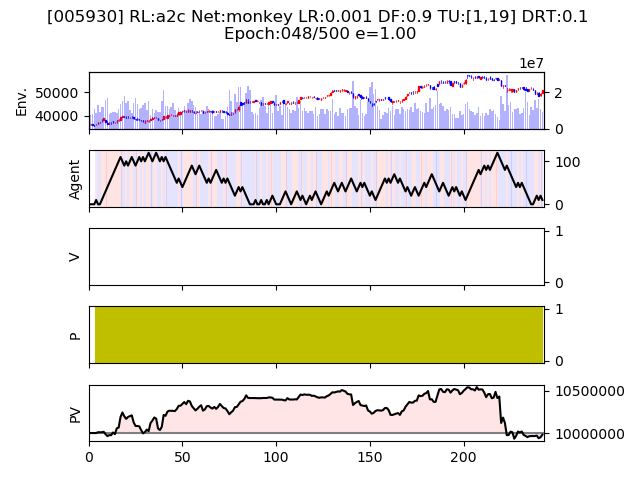 [005930] RL:a2c Net:monkey LR:0.001 DF:0.9 TU:[1,19] DRT:0.1
Epoch:048/500 e=1.00
1e7
Env.
50000
40000
2
0
Agent
100
0
V
1
0
P
1
0
PV
10500000
10000000
0 50 100 150 200